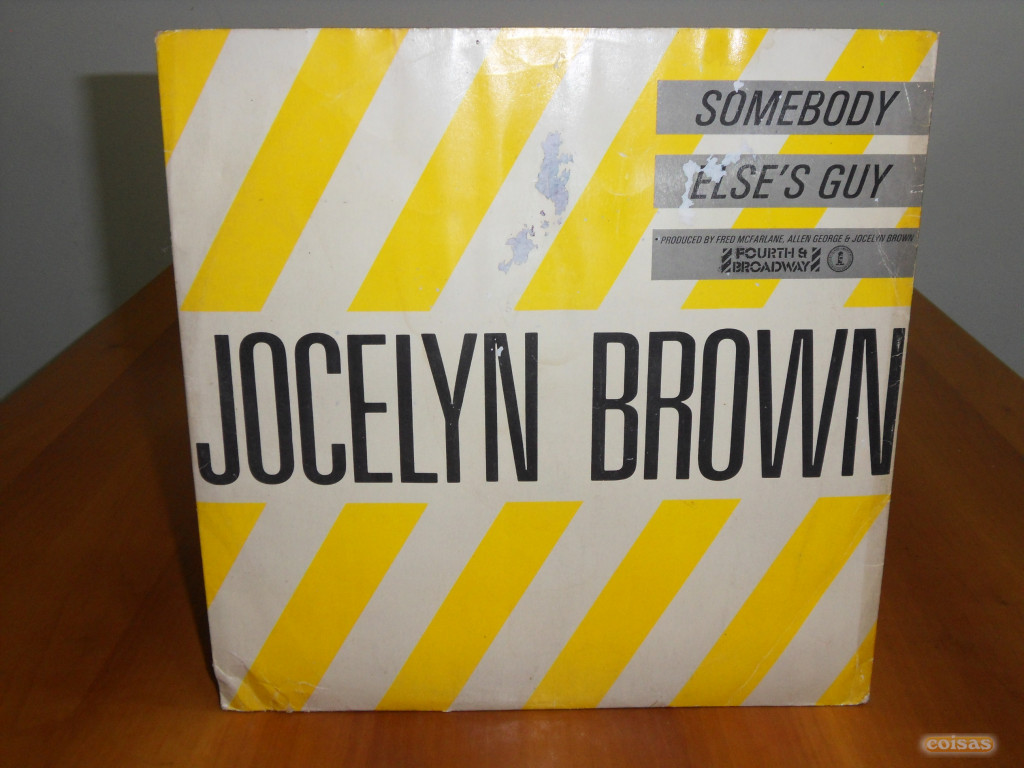 SOMEBODY
ELSE'S GUY
• PRODUCED BY FRED MCFARLANE, ALLEN GEORGE & JOCELYN BROWN
FOURTH &
BROADWAY
JOCELYN BROWN
coisas